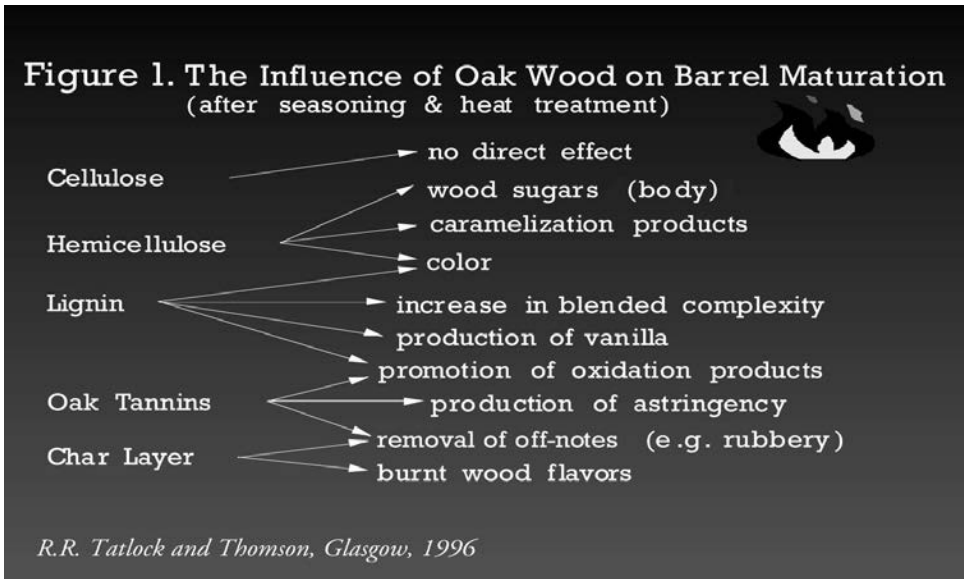 Figure 1. The Influence of Oak Wood on Barrel Maturation
(after seasoning & heat treatment)
Cellulose
no direct effect
wood sugars (body)
Hemicellulose
caramelization products
color
Lignin
increase in blended complexity
production of vanilla
promotion of oxidation products
Oak Tannins
production of astringency
removal of off-notes (e.g. rubbery)
Char Layer
burnt wood flavors
R.R. Tatlock and Thomson, Glasgow, 1996